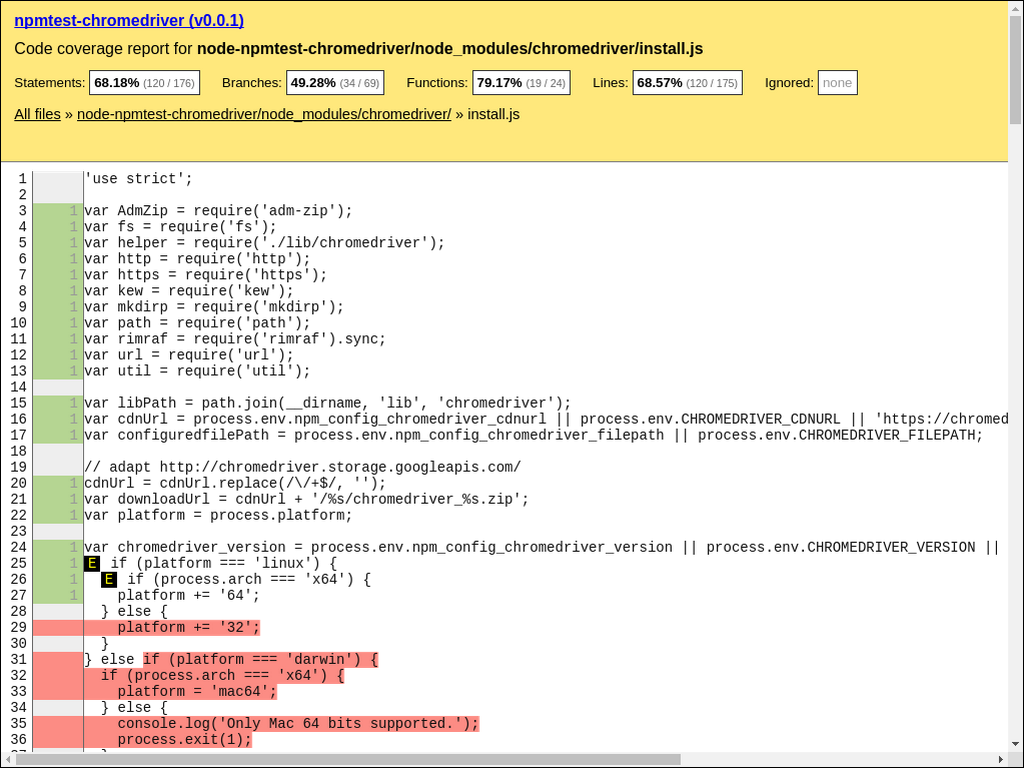 npmtest-chromedriver (v0.0.1)
Code coverage report for node-npmtest-chromedriver/node_modules/chromedriver/install.js
Statements: 68.18% (120 / 176) Branches: 49.28% (34 / 69) Functions: 79.17% (19 / 24) Lines: 68.57% (120 / 175) Ignored: none
All files » node-npmtest-chromedriver/node_modules/chromedriver/ » install.js
1 'use strict';
2
3 1 var AdmZip = require('adm-zip');
4 1 var fs = require('fs');
5 1 var helper = require('./lib/chromedriver');
6 1 var http = require('http');
7 1 var https = require('https');
8 1 var kew = require('kew');
9 1 var mkdirp = require('mkdirp');
10 1 var path = require('path');
11 1 var rimraf = require('rimraf').sync;
12 1 var url = require('url');
13 1 var util = require('util');
14
15 1 var libPath = path.join(__dirname, 'lib', 'chromedriver');
16 1 var cdnUrl = process.env.npm_config_chromedriver_cdnurl || process.env.CHROMEDRIVER_CDNURL || 'https://chromed
17 1 var configuredfilePath = process.env.npm_config_chromedriver_filepath || process.env.CHROMEDRIVER_FILEPATH;
18
19 // adapt http://chromedriver.storage.googleapis.com/
20 1 cdnUrl = cdnUrl.replace(/\/+$/, '');
21 1 var downloadUrl = cdnUrl + '/%s/chromedriver_%s.zip';
22 1 var platform = process.platform;
23
24 1 var chromedriver_version = process.env.npm_config_chromedriver_version || process.env.CHROMEDRIVER_VERSION ||
25 1 E if (platform === 'linux') {
26 1 E if (process.arch === 'x64') {
27 1 platform += '64';
28 } else {
29 platform += '32';
30 }
31 } else if (platform === 'darwin') {
32 if (process.arch === 'x64') {
33 platform = 'mac64';
34 } else {
35 console.log('Only Mac 64 bits supported.');
36 process.exit(1);